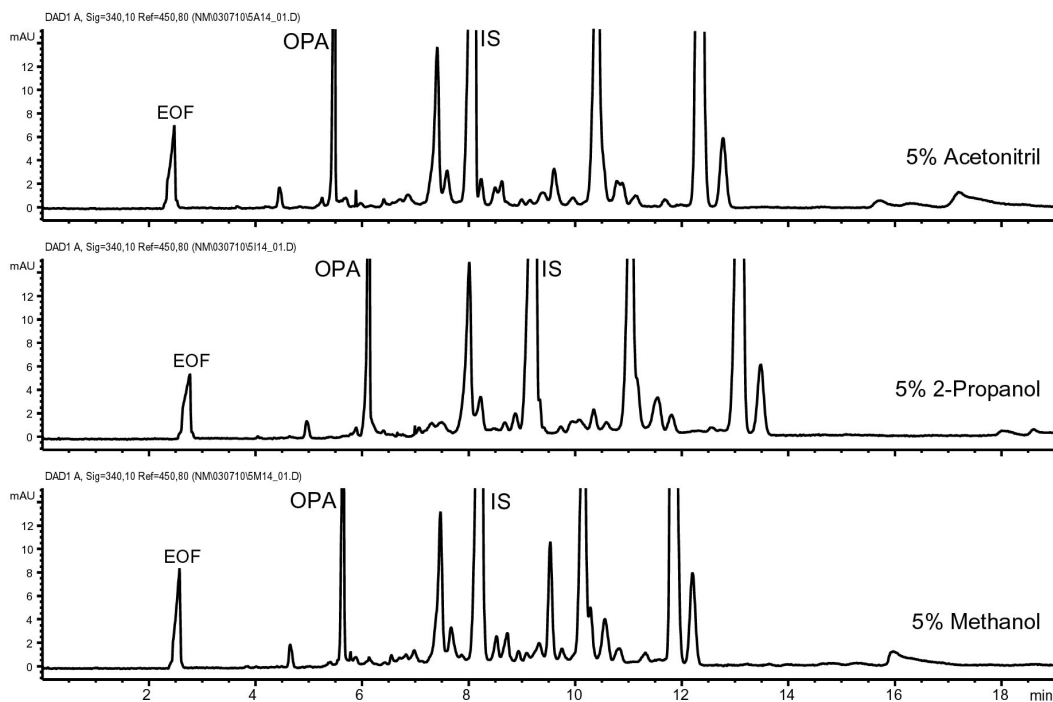 DAD1 A, Sig=340,10 Ref=450,80 (NM\030710\5A14_01.D)
mAU
OPA
IS
12
10
EOF
8
6
5% Acetonitril
4
2
0
DAD1 A, Sig=340,10 Ref=450,80 (NM\030710\5I14_01.D)
mAU
OPA
IS
12
10
8
EOF
6
5% 2-Propanol
4
2
0
DAD1 A, Sig=340,10 Ref=450,80 (NM\030710\5M14_01.D)
mAU
OPA
IS
12
10
EOF
8
6
5% Methanol
4
2
0
2 4 6 8 10 12 14 16 18 min